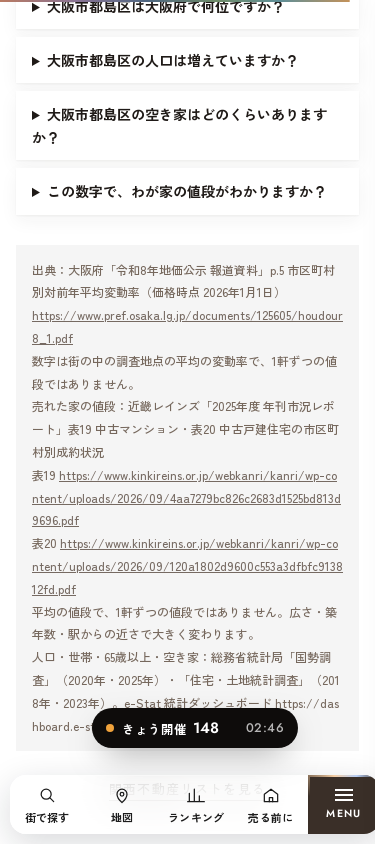 ▶ 大阪市都島区は大阪府で何位ですか？
▶ 大阪市都島区の人口は増えていますか？
▶ 大阪市都島区の空き家はどのくらいあります
か？
▶ この数字で、わが家の値段がわかりますか？
出典：大阪府「令和8年地価公示 報道資料」p.5 市区町村
別対前年平均変動率（価格時点 2026年1月1日）
https://www.pref.osaka.lg.jp/documents/125605/houdour
8_1.pdf
数字は街の中の調査地点の平均の変動率で、1軒ずつの値
段ではありません。
売れた家の値段：近畿レインズ「2025年度 年刊市況レポ
ート」表19 中古マンション・表20 中古戸建住宅の市区町
村別成約状況
表19 https://www.kinkireins.or.jp/webkanri/kanri/wp-co
ntent/uploads/2026/09/4aa7279bc826c2683d1525bd813d
9696.pdf
表20 https://www.kinkireins.or.jp/webkanri/kanri/wp-co
ntent/uploads/2026/09/120a1802d9600c553a3dfbfc9138
12fd.pdf
平均の値段で、1軒ずつの値段ではありません。広さ・築
年数・駅からの近さで大きく変わります。
人口・世帯・65歳以上・空き家：総務省統計局「国勢調
査」（2020年・2025年）・「住宅・土地統計調査」（201
8年・2023年）。e-Stat 統計ダッシュボード https://das
hboard.e-s
きょう開催 148 02:46
関西不動産リストを見る
街で探す
地図
ランキング
売る前に
MENU